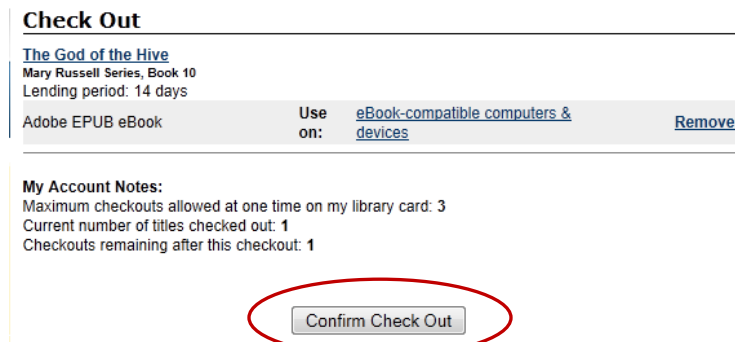 Check Out
The God of the Hive
Mary Russell Series, Book 10
Lending period: 14 days
Adobe EPUB eBook Use on: eBook-compatible computers & devices Remove
My Account Notes:
Maximum checkouts allowed at one time on my library card: 3
Current number of titles checked out: 1
Checkouts remaining after this checkout: 1
Confirm Check Out